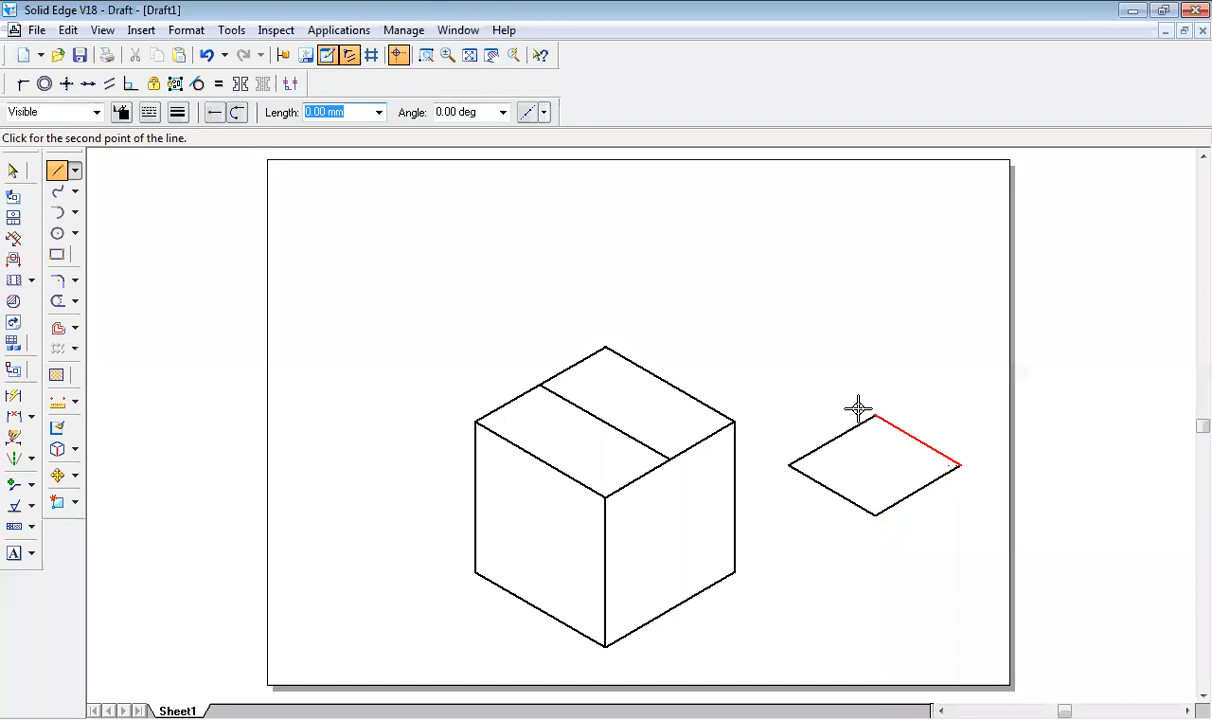 Solid Edge V18 - Draft - [Draft1]
File Edit View Insert Format Tools Inspect Applications Manage Window Help
Visible Length: 0.00 mm Angle: 0.00 deg
Click for the second point of the line.
A
Sheet1